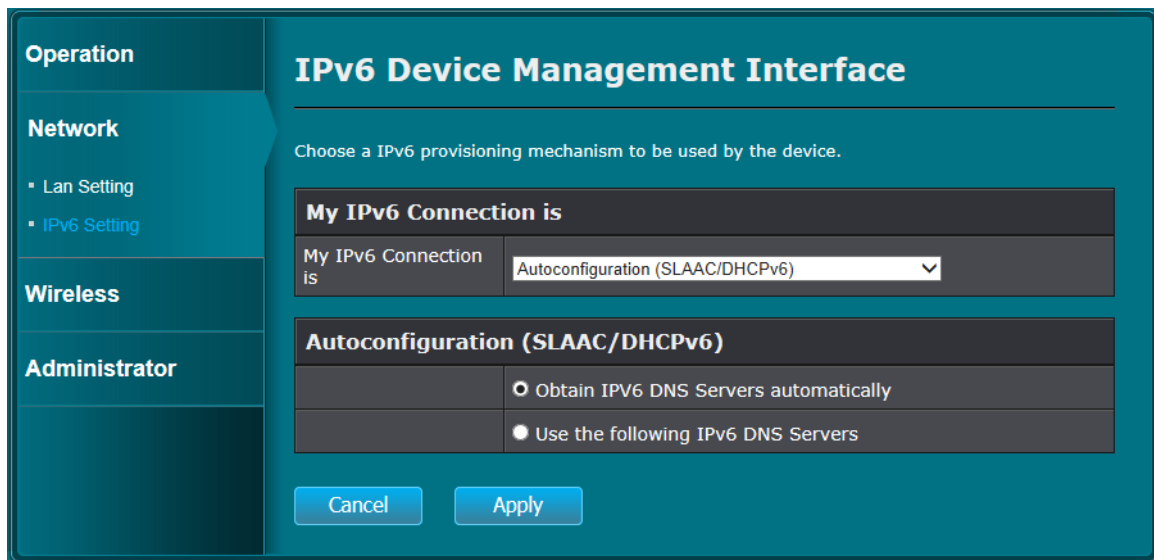 Operation
Network
Lan Setting
IPv6 Setting
Wireless
Administrator
IPv6 Device Management Interface
Choose a IPv6 provisioning mechanism to be used by the device.
My IPv6 Connection is
My IPv6 Connection
is
Autoconfiguration (SLAAC/DHCPv6)
Autoconfiguration (SLAAC/DHCPv6)
Obtain IPV6 DNS Servers automatically
Use the following IPv6 DNS Servers
Cancel Apply